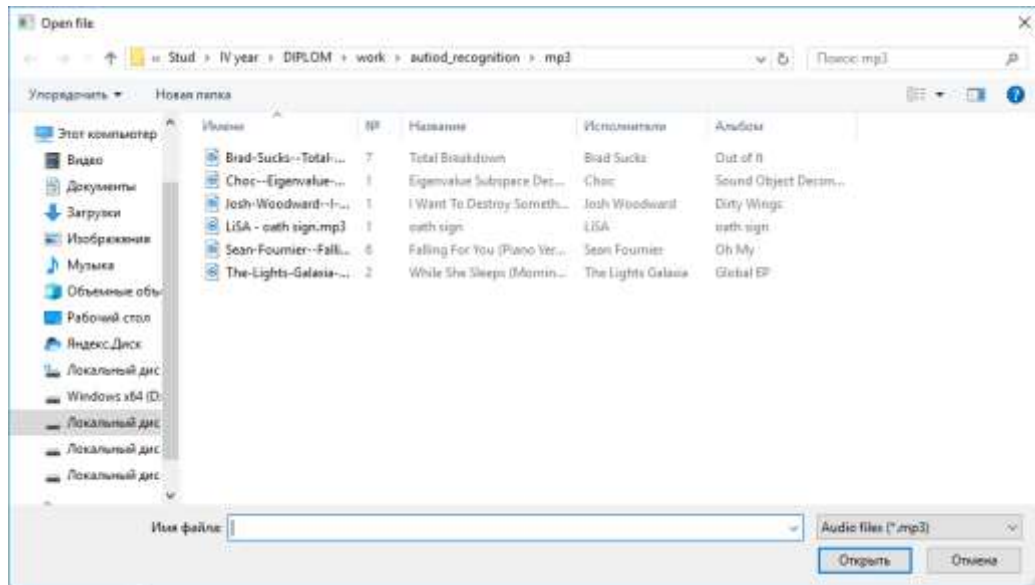 Open file
« Stud › IV year › DIPLOM › work › autiod_recognition › mp3
Поиск: mp3
Упорядочить Новая папка
Имя № Название Исполнители Альбом
Этот компьютер
Видео
Документы
Загрузки
Изображения
Музыка
Объемные объ
Рабочий стол
Яндекс.Диск
Локальный дис
Windows x64 (D:
Локальный дис
Локальный дис
Локальный дис
Brad-Sucks--Total-... 7 Total Breakdown Brad Sucks Out of It
Choc--Eigenvalue-... 1 Eigenvalue Subspace Dec... Choc Sound Object Decom...
Josh-Woodward--I-... 1 I Want To Destroy Someth... Josh Woodward Dirty Wings
LiSA - oath sign.mp3 1 oath sign LiSA oath sign
Sean-Fournier--Falli... 6 Falling For You (Piano Ver... Sean Fournier Oh My
The-Lights-Galaxia-... 2 While She Sleeps (Mornin... The Lights Galaxia Global EP
Имя файла:
Audio files (*.mp3)
Открыть Отмена